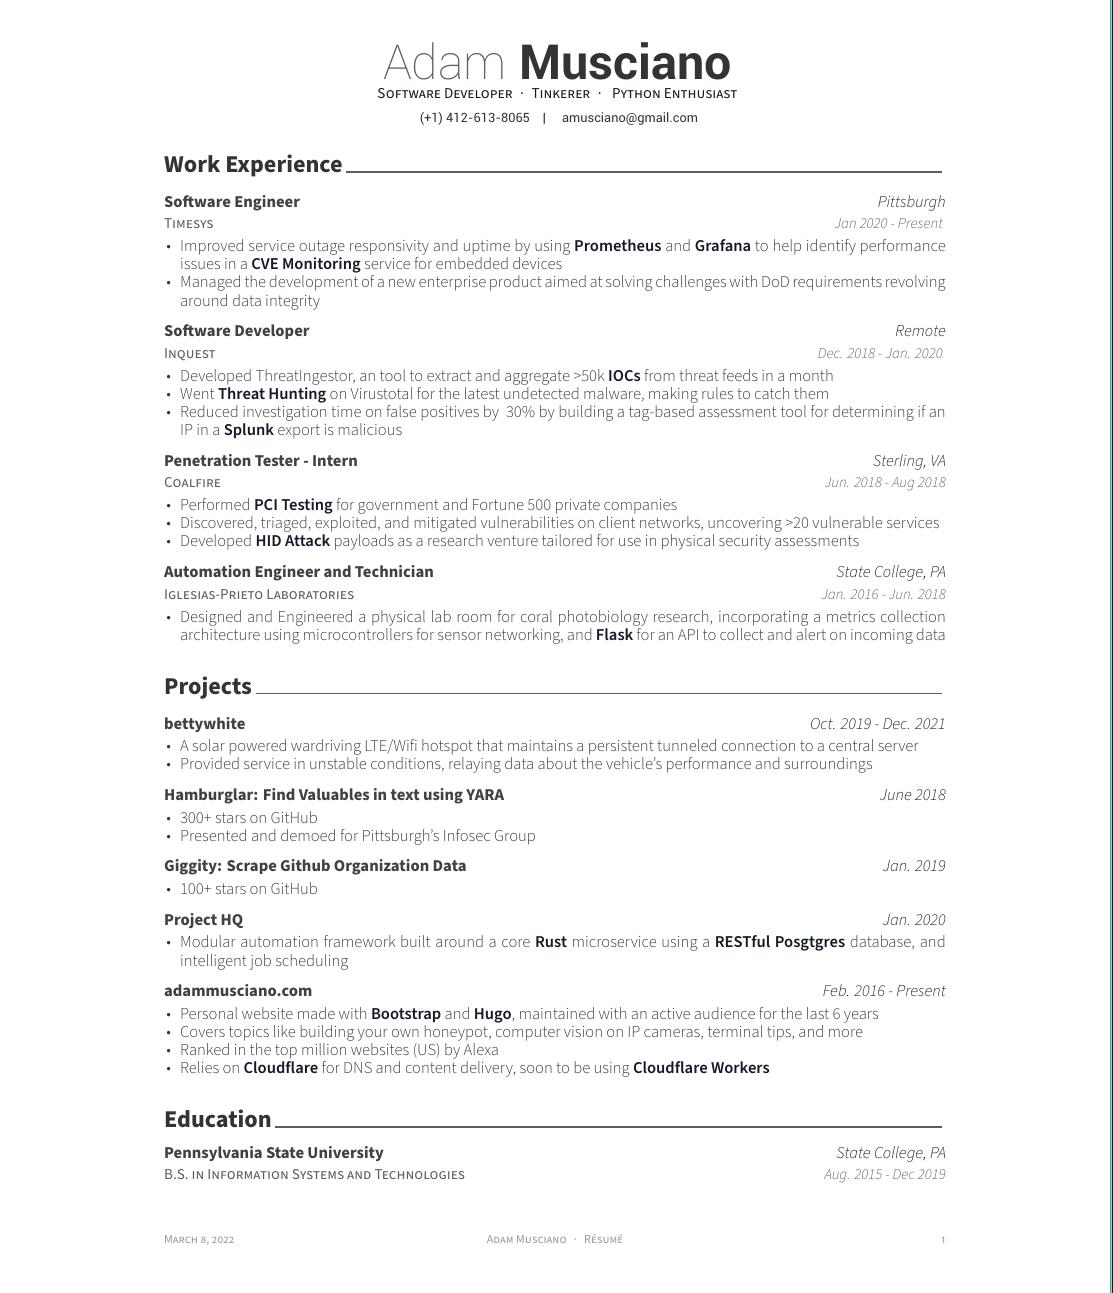 Adam Musciano
Software Developer · Tinkerer · Python Enthusiast
(+1) 412-613-8065 | amusciano@gmail.com
Work Experience
Software Engineer Pittsburgh
Timesys Jan 2020 - Present
• Improved service outage responsivity and uptime by using Prometheus and Grafana to help identify performance
issues in a CVE Monitoring service for embedded devices
• Managed the development of a new enterprise product aimed at solving challenges with DoD requirements revolving
around data integrity
Software Developer Remote
Inquest Dec. 2018 - Jan. 2020
• Developed ThreatIngestor, an tool to extract and aggregate >50k IOCs from threat feeds in a month
• Went Threat Hunting on Virustotal for the latest undetected malware, making rules to catch them
• Reduced investigation time on false positives by 30% by building a tag-based assessment tool for determining if an
IP in a Splunk export is malicious
Penetration Tester - Intern Sterling, VA
Coalfire Jun. 2018 - Aug 2018
• Performed PCI Testing for government and Fortune 500 private companies
• Discovered, triaged, exploited, and mitigated vulnerabilities on client networks, uncovering >20 vulnerable services
• Developed HID Attack payloads as a research venture tailored for use in physical security assessments
Automation Engineer and Technician State College, PA
Iglesias-Prieto Laboratories Jan. 2016 - Jun. 2018
• Designed and Engineered a physical lab room for coral photobiology research, incorporating a metrics collection
architecture using microcontrollers for sensor networking, and Flask for an API to collect and alert on incoming data
Projects
bettywhite Oct. 2019 - Dec. 2021
• A solar powered wardriving LTE/Wifi hotspot that maintains a persistent tunneled connection to a central server
• Provided service in unstable conditions, relaying data about the vehicle's performance and surroundings
Hamburglar: Find Valuables in text using YARA June 2018
• 300+ stars on GitHub
• Presented and demoed for Pittsburgh's Infosec Group
Giggity: Scrape Github Organization Data Jan. 2019
• 100+ stars on GitHub
Project HQ Jan. 2020
• Modular automation framework built around a core Rust microservice using a RESTful Posgtgres database, and
intelligent job scheduling
adammusciano.com Feb. 2016 - Present
• Personal website made with Bootstrap and Hugo, maintained with an active audience for the last 6 years
• Covers topics like building your own honeypot, computer vision on IP cameras, terminal tips, and more
• Ranked in the top million websites (US) by Alexa
• Relies on Cloudflare for DNS and content delivery, soon to be using Cloudflare Workers
Education
Pennsylvania State University State College, PA
B.S. in Information Systems and Technologies Aug. 2015 - Dec 2019
March 8, 2022 Adam Musciano · Résumé 1